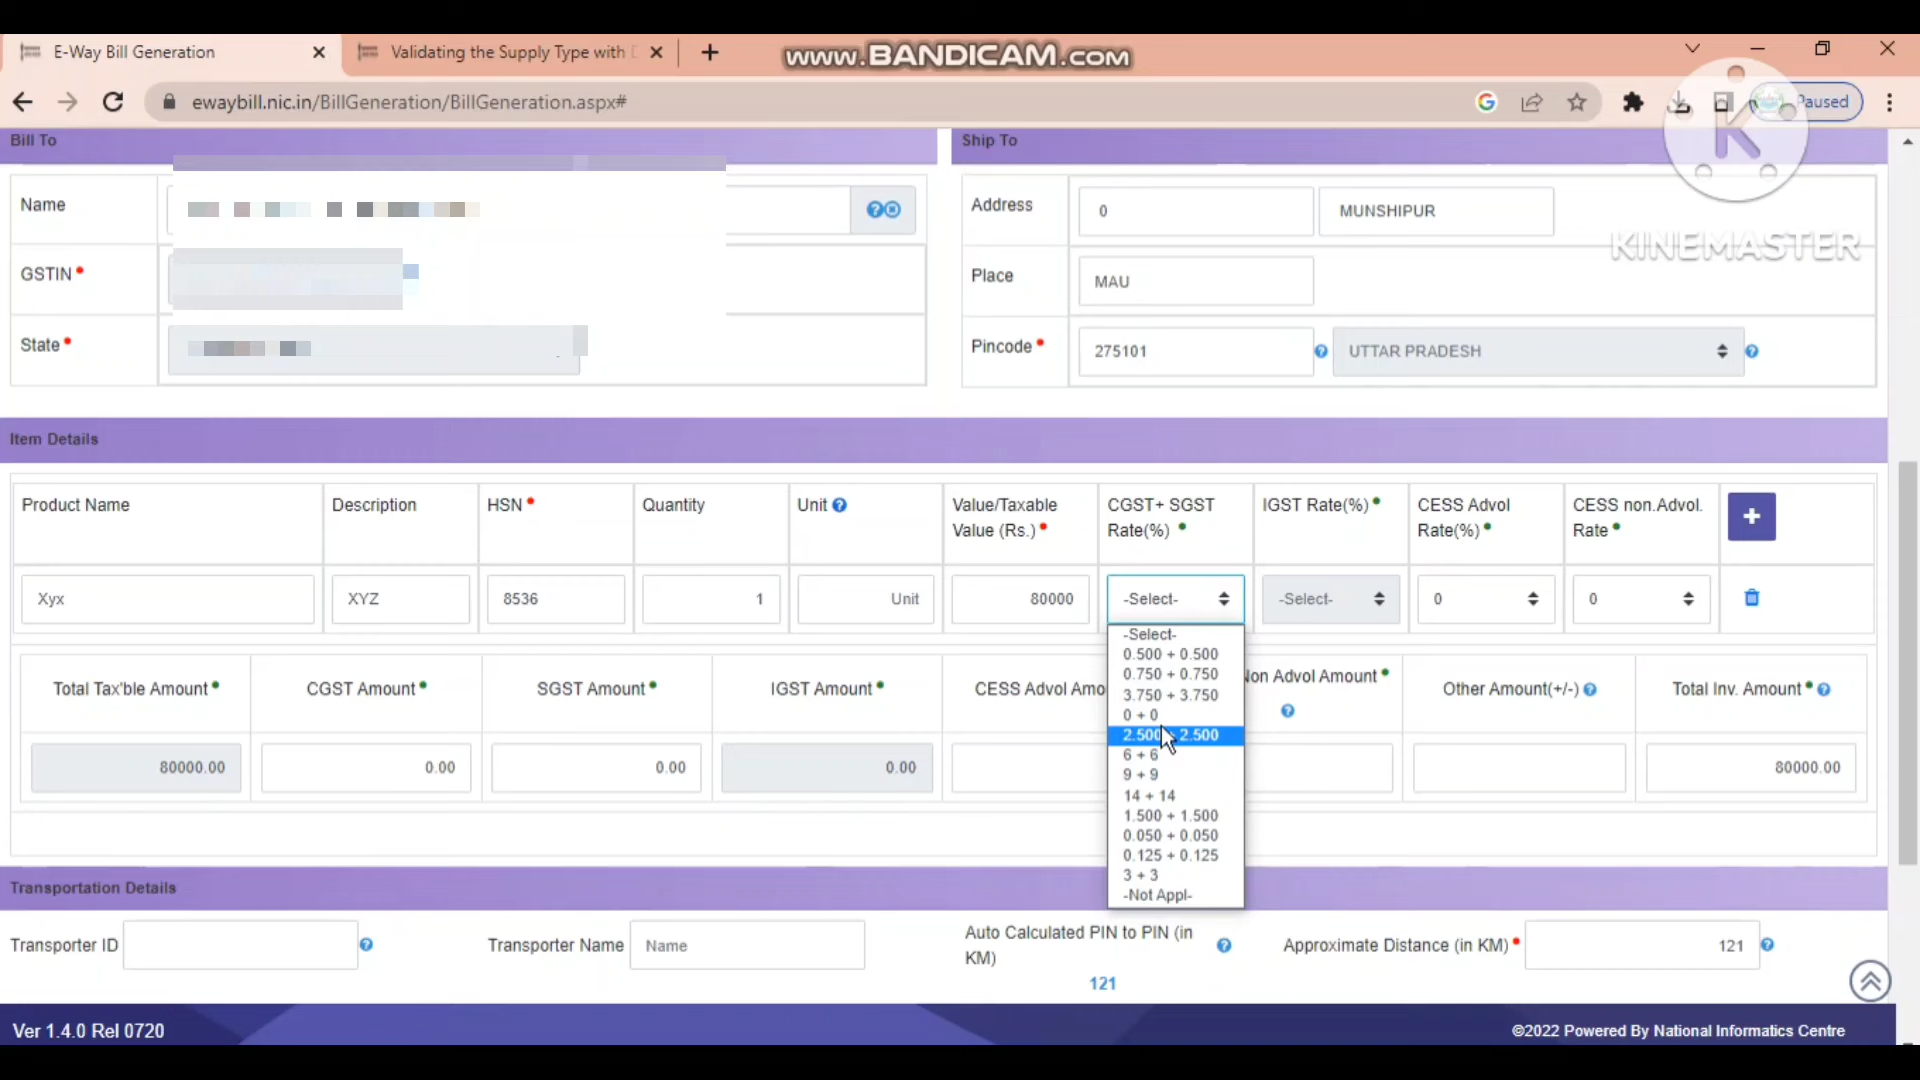 E-Way Bill Generation
Validating the Supply Type with D
www.BANDICAM.com
ewaybill.nic.in/BillGeneration/BillGeneration.aspx#
Paused
K
KINEMASTER
Bill To
Ship To
Name
Address
0
MUNSHIPUR
GSTIN *
Place
MAU
State *
Pincode *
275101
UTTAR PRADESH
Item Details
Product Name
Description
HSN *
Quantity
Unit
Value/Taxable
Value (Rs.) *
CGST+ SGST
Rate(%) *
IGST Rate(%) *
CESS Advol
Rate(%) *
CESS non.Advol.
Rate *
+
Xyx
XYZ
8536
1
Unit
80000
-Select-
-Select-
0
0
-Select-
0.500 + 0.500
0.750 + 0.750
3.750 + 3.750
0 + 0
2.500 + 2.500
6 + 6
9 + 9
14 + 14
1.500 + 1.500
0.050 + 0.050
0.125 + 0.125
3 + 3
-Not Appl-
Total Tax'ble Amount *
CGST Amount *
SGST Amount *
IGST Amount *
CESS Advol Amo
Non Advol Amount *
Other Amount(+/-)
Total Inv. Amount *
80000.00
0.00
0.00
0.00
80000.00
Transportation Details
Transporter ID
Transporter Name
Name
Auto Calculated PIN to PIN (in
KM)
121
Approximate Distance (in KM) *
121
Ver 1.4.0 Rel 0720
©2022 Powered By National Informatics Centre